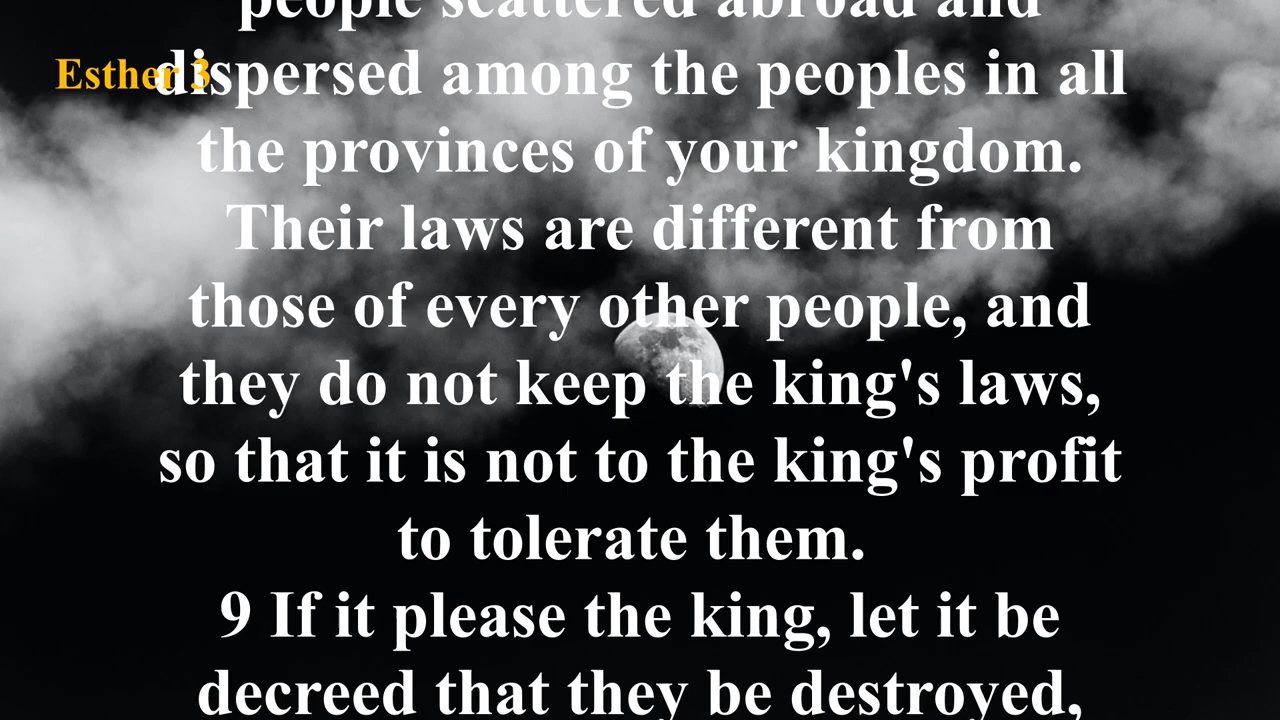 people scattered abroad and
Esther 3
dispersed among the peoples in all
the provinces of your kingdom.
Their laws are different from
those of every other people, and
they do not keep the king's laws,
so that it is not to the king's profit
to tolerate them.
9 If it please the king, let it be
decreed that they be destroyed,